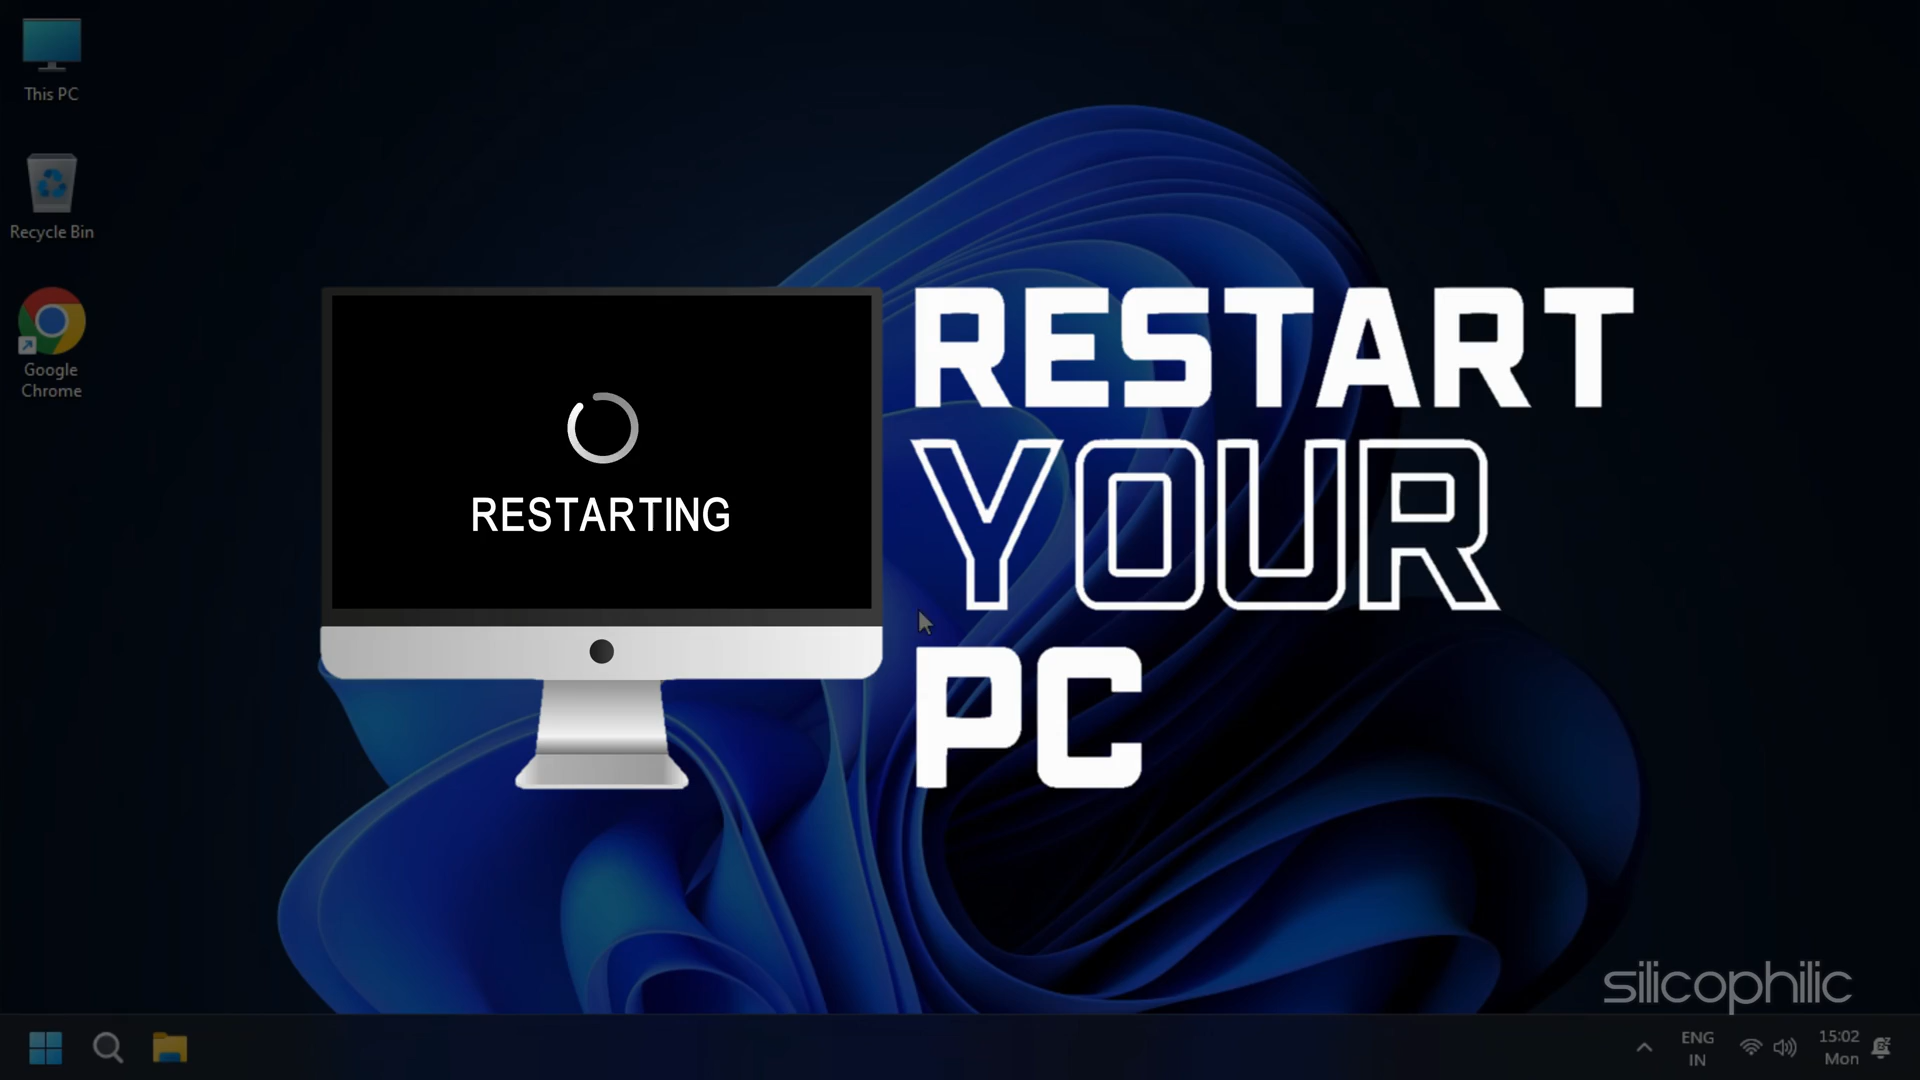 This PC
Recycle Bin
Google
Chrome
RESTARTING
RESTART
YOUR
PC
silicophilic
ENG
IN
15:02
Mon